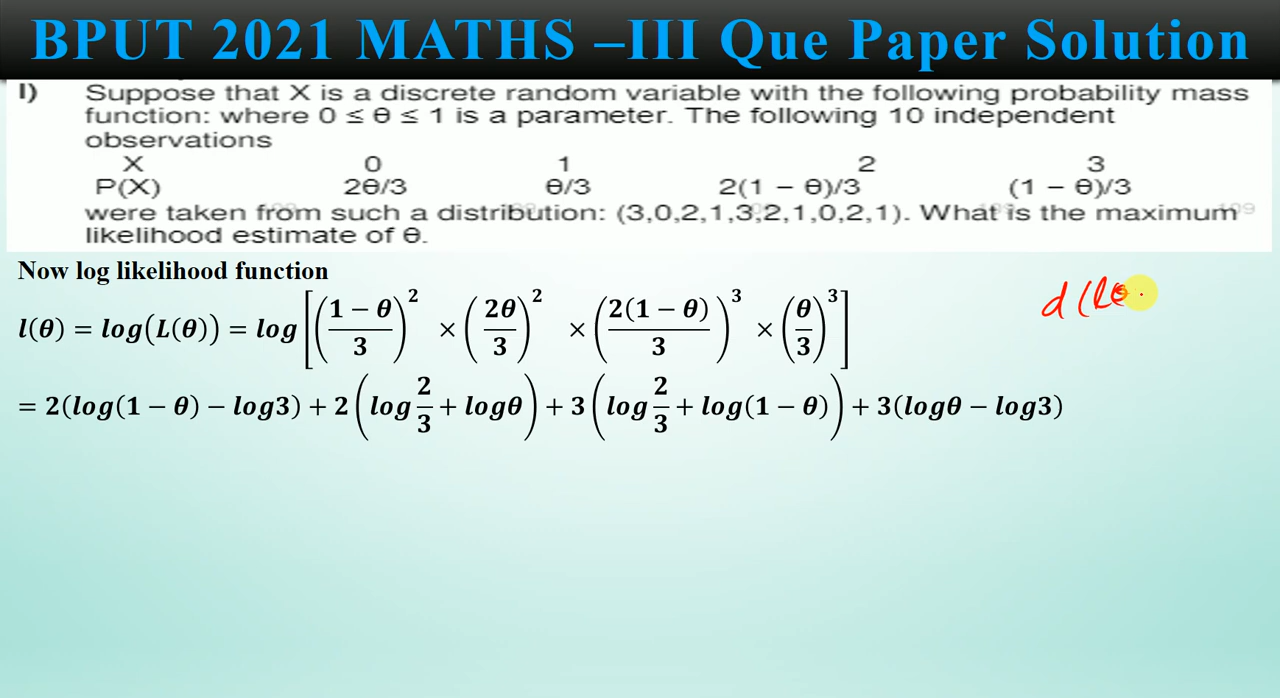 BPUT 2021 MATHS –III Que Paper Solution
l) Suppose that X is a discrete random variable with the following probability mass
function: where 0 ≤ θ ≤ 1 is a parameter. The following 10 independent
observations
X 0 1 2 3
P(X) 2θ/3 θ/3 2(1 − θ)/3 (1 − θ)/3
were taken from such a distribution: (3,0,2,1,3,2,1,0,2,1). What is the maximum
likelihood estimate of θ.
Now log likelihood function
l(θ) = log(L(θ)) = log[((1 − θ)/3)^2 × (2θ/3)^2 × (2(1 − θ)/3)^3 × (θ/3)^3]
= 2(log(1 − θ) − log3) + 2(log 2/3 + logθ) + 3(log 2/3 + log(1 − θ)) + 3(logθ − log3)
d(l